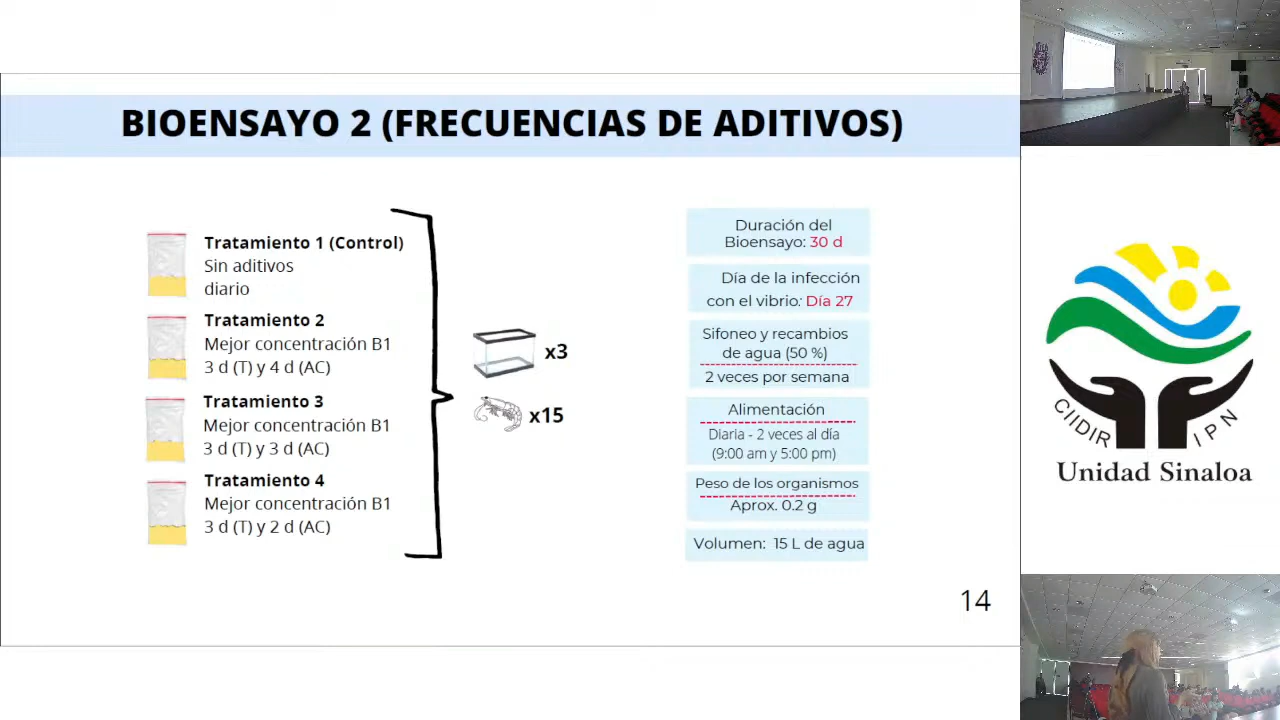 BIOENSAYO 2 (FRECUENCIAS DE ADITIVOS)
Tratamiento 1 (Control)
Sin aditivos
diario
Tratamiento 2
Mejor concentración B1
3 d (T) y 4 d (AC)
Tratamiento 3
Mejor concentración B1
3 d (T) y 3 d (AC)
Tratamiento 4
Mejor concentración B1
3 d (T) y 2 d (AC)
x3
x15
Duración del
Bioensayo: 30 d
Día de la infección
con el vibrio: Día 27
Sifoneo y recambios
de agua (50 %)
2 veces por semana
Alimentación
Diaria - 2 veces al día
(9:00 am y 5:00 pm)
Peso de los organismos
Aprox. 0.2 g
Volumen: 15 L de agua
14
CIIDIR IPN
Unidad Sinaloa